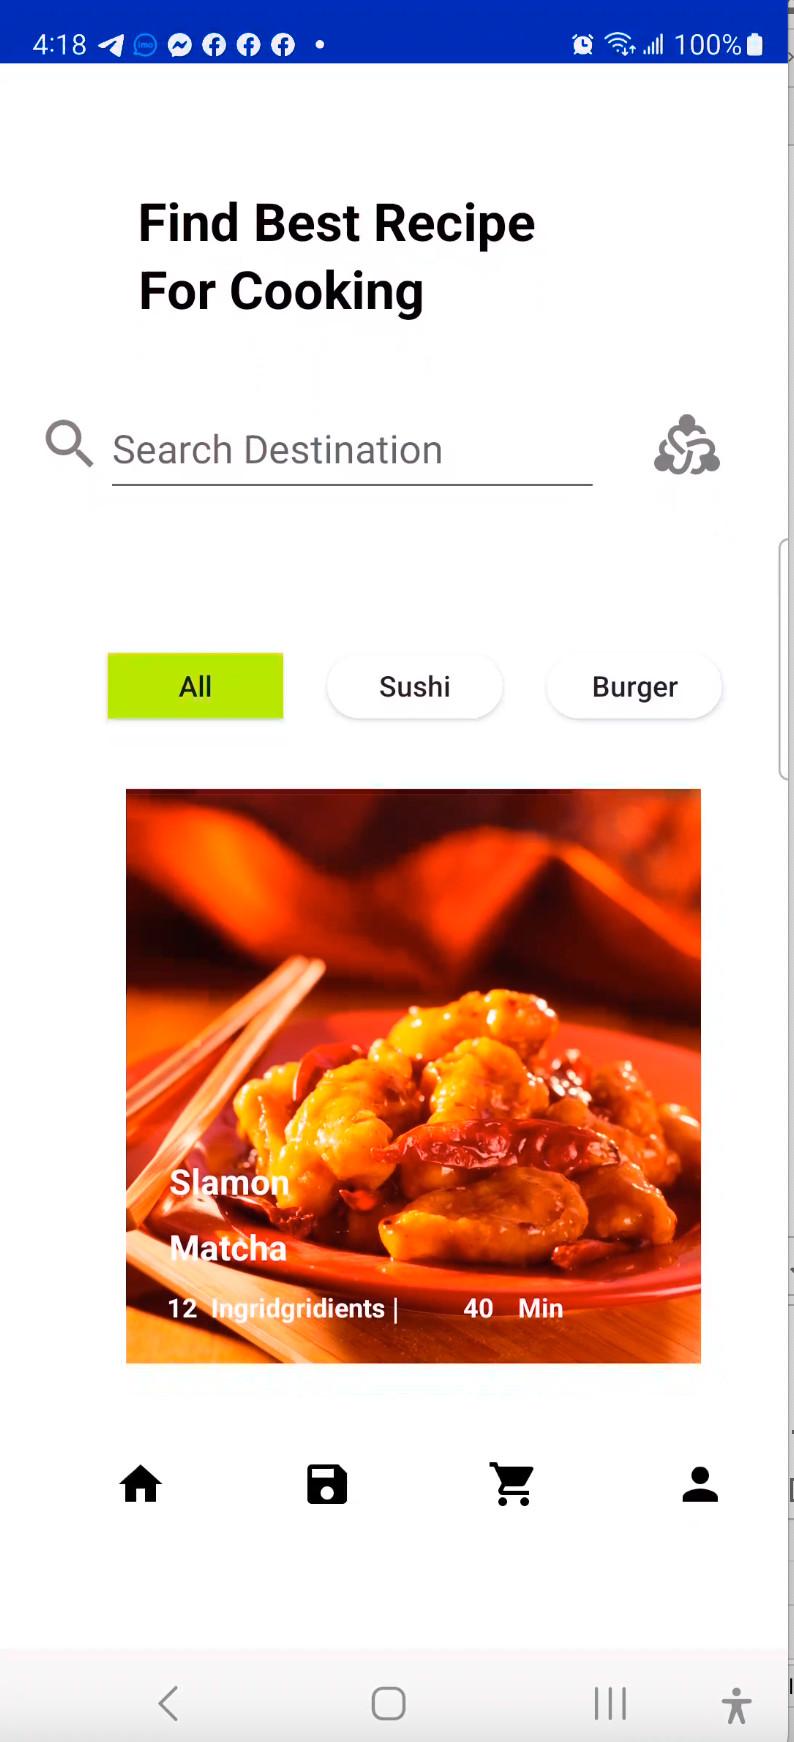 4:18 imo 100%
Find Best Recipe
For Cooking
Search Destination
All Sushi Burger
Slamon
Matcha
12 Ingridgridients | 40 Min